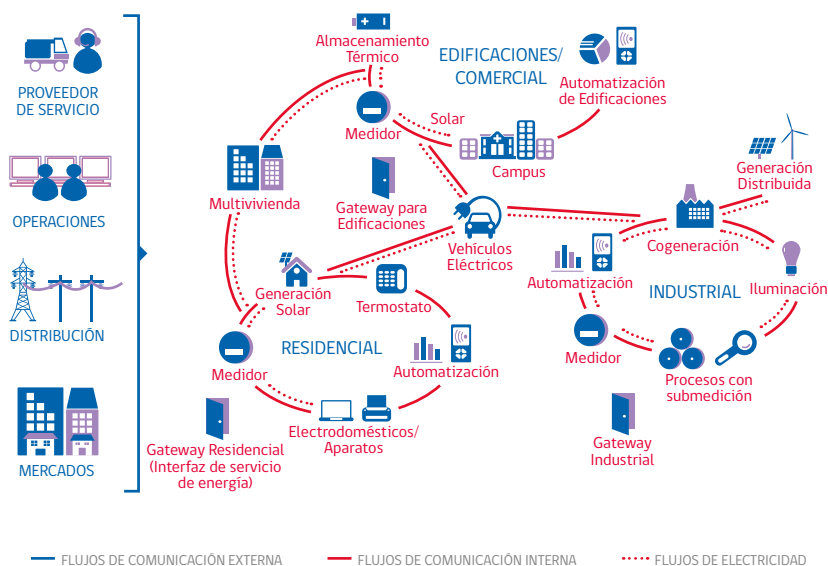 PROVEEDOR
DE SERVICIO
OPERACIONES
DISTRIBUCIÓN
MERCADOS
Almacenamiento
Térmico
EDIFICACIONES/
COMERCIAL
Automatización
de Edificaciones
Medidor
Solar
Campus
Multivivienda
Gateway para
Edificaciones
Vehículos
Eléctricos
Generación
Distribuida
Cogeneración
Automatización
INDUSTRIAL
Iluminación
Medidor
Procesos con
submedición
Gateway
Industrial
Generación
Solar
Termostato
RESIDENCIAL
Medidor
Automatización
Electrodomésticos/
Aparatos
Gateway Residencial
(Interfaz de servicio
de energía)
FLUJOS DE COMUNICACIÓN EXTERNA
FLUJOS DE COMUNICACIÓN INTERNA
FLUJOS DE ELECTRICIDAD